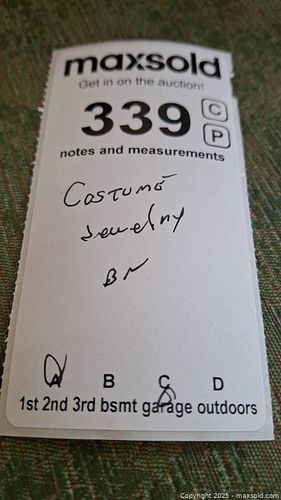 maxsold
Get in on the auction!
339 C
P
notes and measurements
Costume
Jewelry
BR
A B C D
1st 2nd 3rd bsmt garage outdoors
Copyright 2025 - maxsold.com